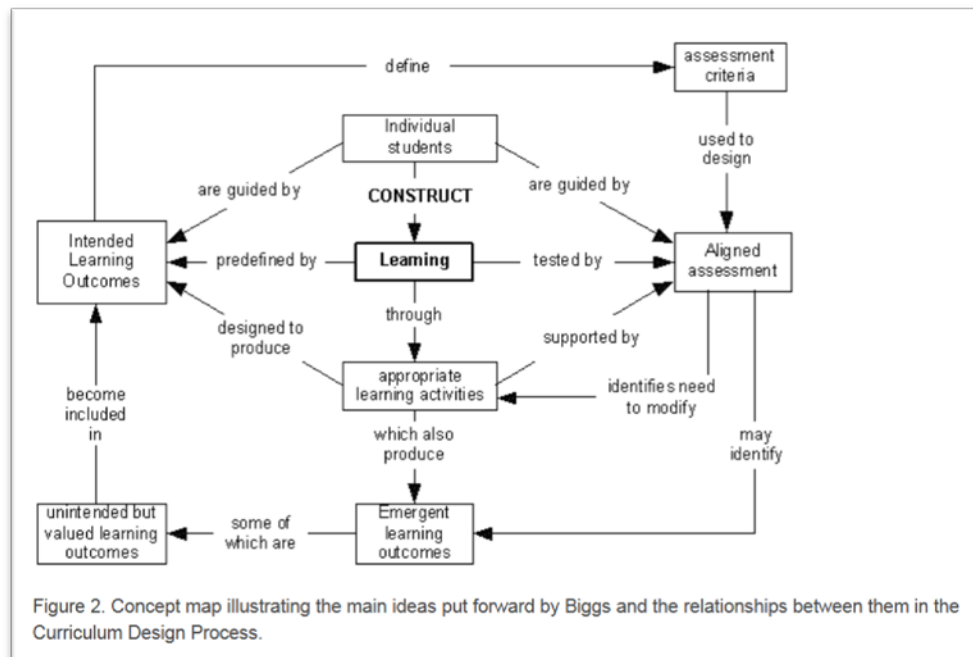 define
assessment
criteria
Individual
students
used to
design
are guided by
CONSTRUCT
are guided by
Intended
Learning
Outcomes
predefined by
Learning
tested by
Aligned
assessment
through
designed to
produce
supported by
appropriate
learning activities
identifies need
to modify
become
included
in
which also
produce
may
identify
unintended but
valued learning
outcomes
some of
which are
Emergent
learning
outcomes
Figure 2. Concept map illustrating the main ideas put forward by Biggs and the relationships between them in the
Curriculum Design Process.